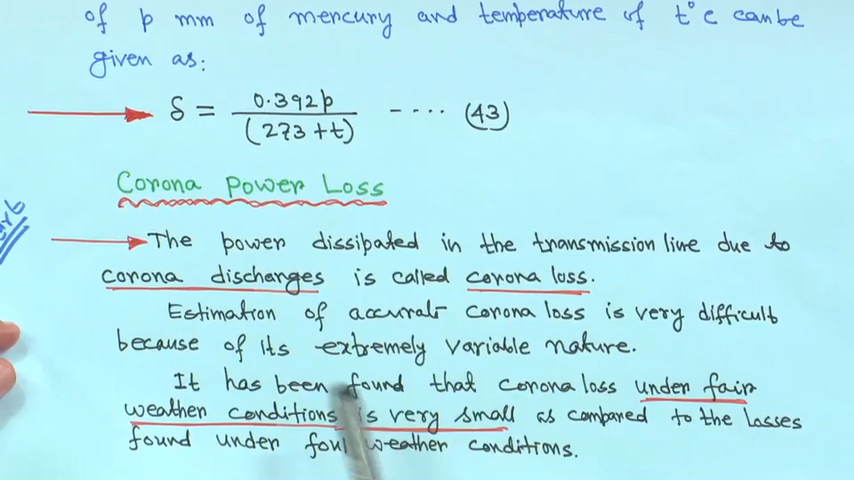 of p mm of mercury and temperature of t°c can be
given as:
δ = 0.392p / (273 + t) - - ···· (43)
Corona Power Loss
The power dissipated in the transmission line due to
corona discharges is called corona loss.
Estimation of accurate corona loss is very difficult
because of its extremely variable nature.
It has been found that corona loss under fair
weather conditions is very small as compared to the losses
found under foul weather conditions.